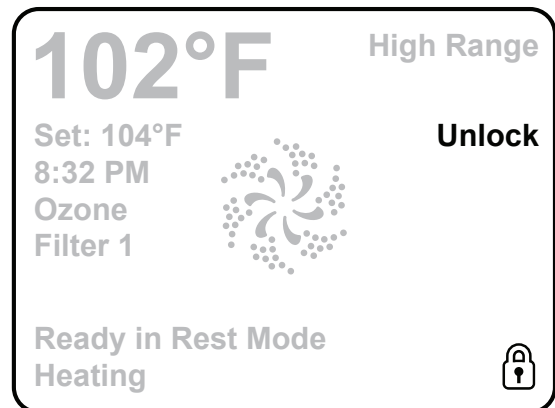 102°F
High Range
Set: 104°F
Unlock
8:32 PM
Ozone
Filter 1
Ready in Rest Mode
Heating